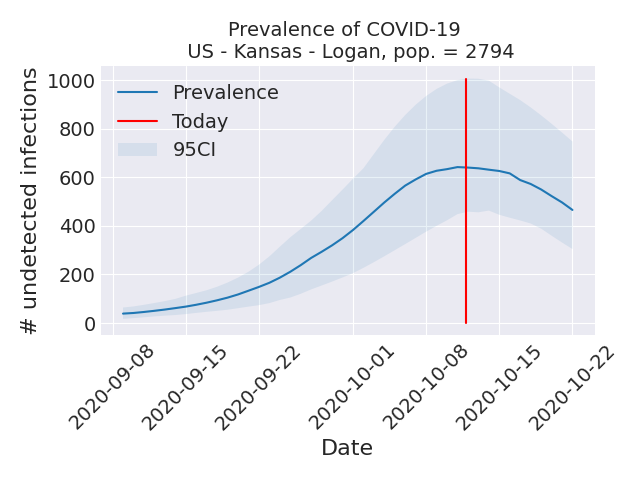 Prevalence of COVID-19
US - Kansas - Logan, pop. = 2794
# undetected infections
1000
800
600
400
200
0
Prevalence
Today
95CI
2020-09-08
2020-09-15
2020-09-22
2020-10-01
2020-10-08
2020-10-15
2020-10-22
Date